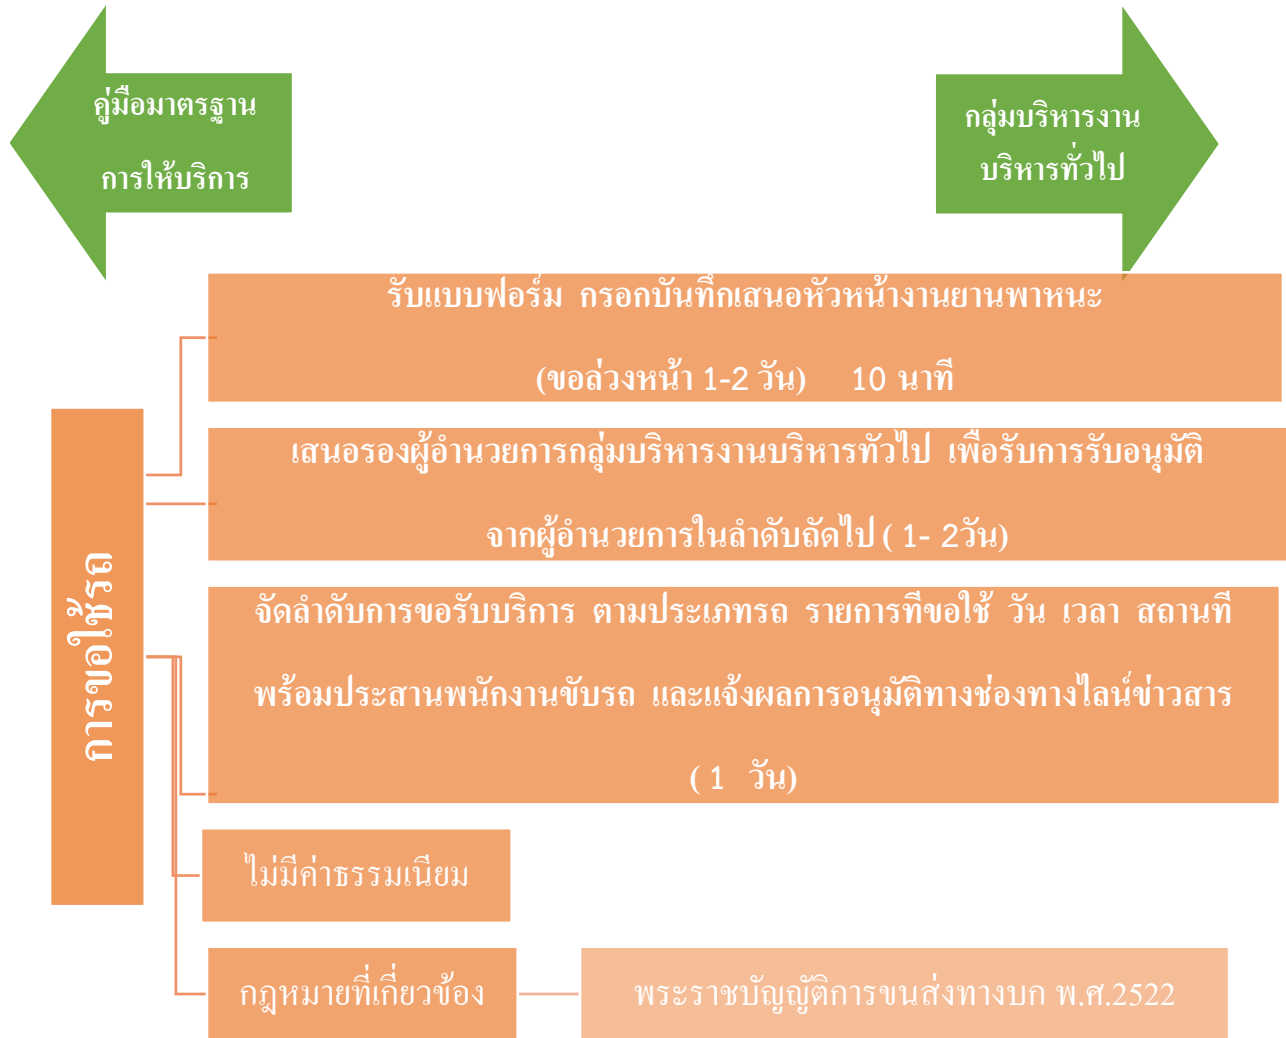 คู่มือมาตรฐาน
การให้บริการ
กลุ่มบริหารงาน
บริหารทั่วไป
รับแบบฟอร์ม กรอกบันทึกเสนอหัวหน้างานยานพาหนะ
(ขอล่วงหน้า 1-2 วัน) 10 นาที
เสนอรองผู้อำนวยการกลุ่มบริหารงานบริหารทั่วไป เพื่อรับการรับอนุมัติ
จากผู้อำนวยการในลำดับถัดไป ( 1- 2วัน)
การขอใช้รถ
จัดลำดับการขอรับบริการ ตามประเภทรถ รายการที่ขอใช้ วัน เวลา สถานที่
พร้อมประสานพนักงานขับรถ และแจ้งผลการอนุมัติทางช่องทางไลน์ข่าวสาร
( 1 วัน)
ไม่มีค่าธรรมเนียม
กฎหมายที่เกี่ยวข้อง
พระราชบัญญัติการขนส่งทางบก พ.ศ.2522